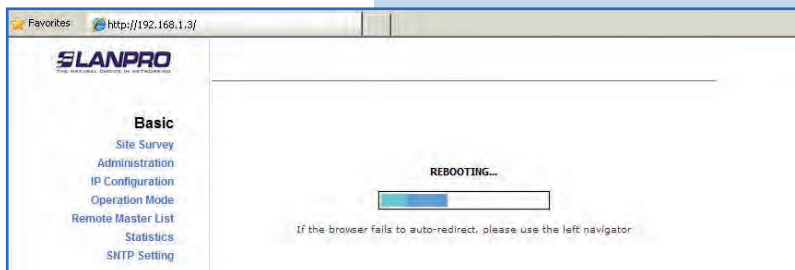 Favorites
http://192.168.1.3/
LANPRO
THE NATURAL CHOICE IN NETWORKING
Basic
Site Survey
Administration
IP Configuration
Operation Mode
Remote Master List
Statistics
SNTP Setting
REBOOTING...
If the browser fails to auto-redirect, please use the left navigator